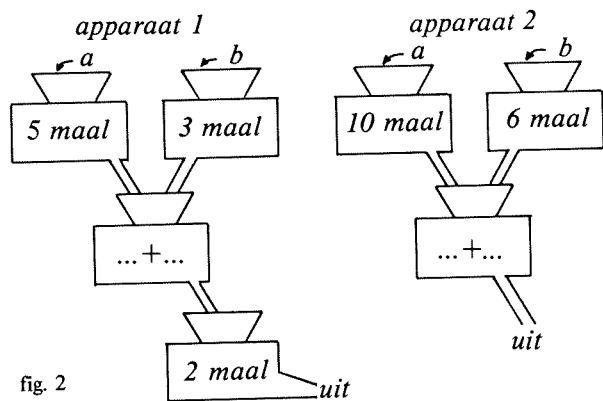 apparaat 1
a
b
5 maal
3 maal
...+...
2 maal
uit
apparaat 2
a
b
10 maal
6 maal
...+...
uit
fig. 2